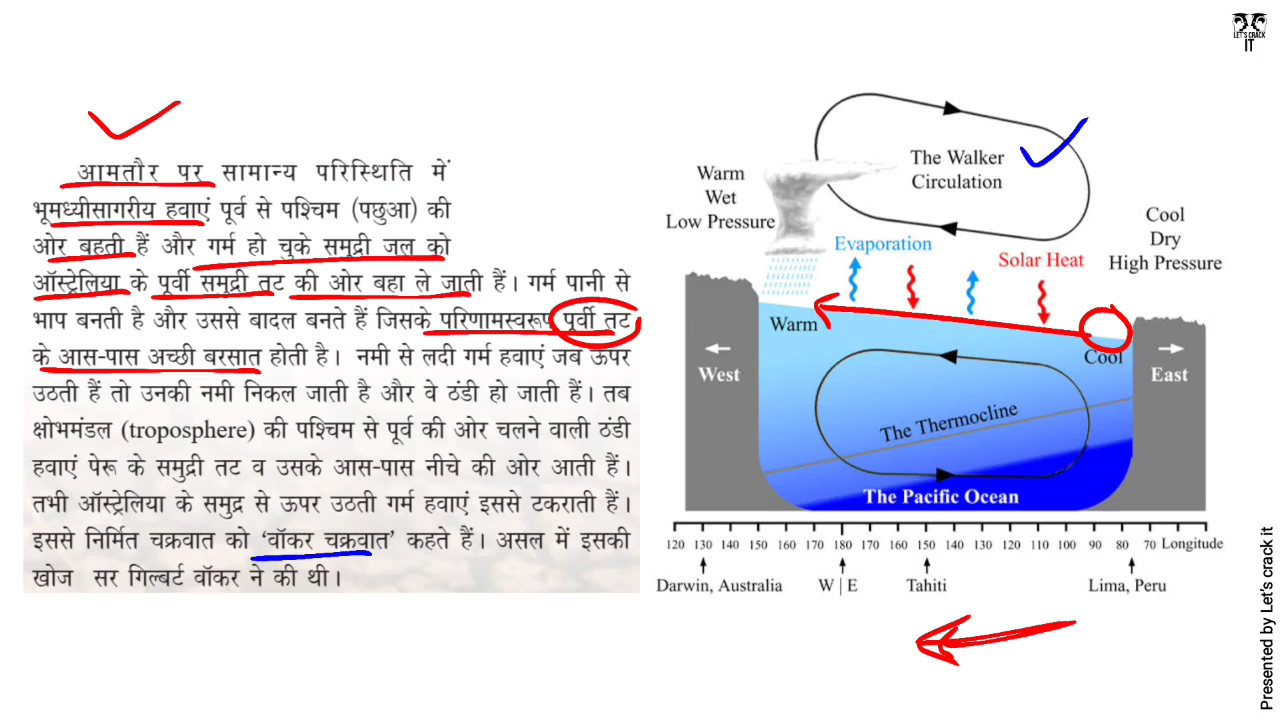 LET'S CRACK
IT
आमतौर पर सामान्य परिस्थिति में
भूमध्यीसागरीय हवाएं पूर्व से पश्चिम (पछुआ) की
ओर बहती हैं और गर्म हो चुके समुद्री जल को
ऑस्ट्रेलिया के पूर्वी समुद्री तट की ओर बहा ले जाती हैं। गर्म पानी से
भाप बनती है और उससे बादल बनते हैं जिसके परिणामस्वरूप पूर्वी तट
के आस-पास अच्छी बरसात होती है। नमी से लदी गर्म हवाएं जब ऊपर
उठती हैं तो उनकी नमी निकल जाती है और वे ठंडी हो जाती हैं। तब
क्षोभमंडल (troposphere) की पश्चिम से पूर्व की ओर चलने वाली ठंडी
हवाएं पेरू के समुद्री तट व उसके आस-पास नीचे की ओर आती हैं।
तभी ऑस्ट्रेलिया के समुद्र से ऊपर उठती गर्म हवाएं इससे टकराती हैं।
इससे निर्मित चक्रवात को ‘वॉकर चक्रवात’ कहते हैं। असल में इसकी
खोज सर गिल्बर्ट वॉकर ने की थी।
The Walker
Circulation
Warm
Wet
Low Pressure
Cool
Dry
High Pressure
Evaporation
Solar Heat
Warm
Cool
West
East
The Thermocline
The Pacific Ocean
120 130 140 150 160 170 180 170 160 150 140 130 120 110 100 90 80 70 Longitude
Darwin, Australia W | E Tahiti Lima, Peru
Presented by Let's crack it